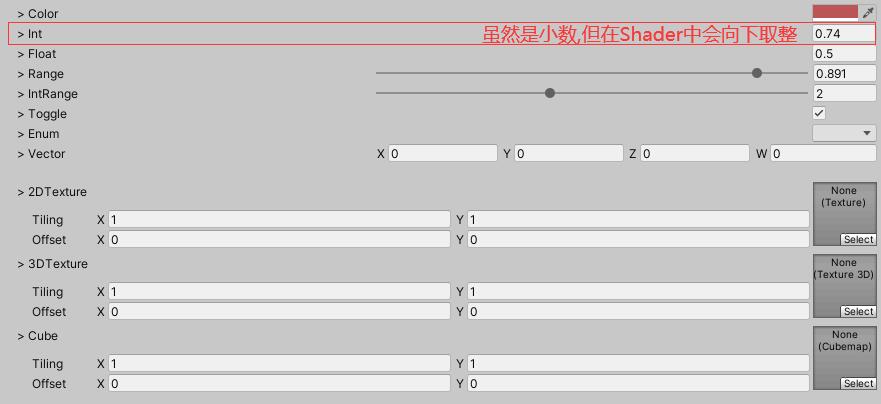 > Color
> Int 虽然是小数,但在Shader中会向下取整 0.74
> Float 0.5
> Range 0.891
> IntRange 2
> Toggle
> Enum
> Vector X 0 Y 0 Z 0 W 0
> 2DTexture None
(Texture)
Tiling X 1 Y 1
Offset X 0 Y 0 Select
> 3DTexture None
(Texture 3D)
Tiling X 1 Y 1
Offset X 0 Y 0 Select
> Cube None
(Cubemap)
Tiling X 1 Y 1
Offset X 0 Y 0 Select